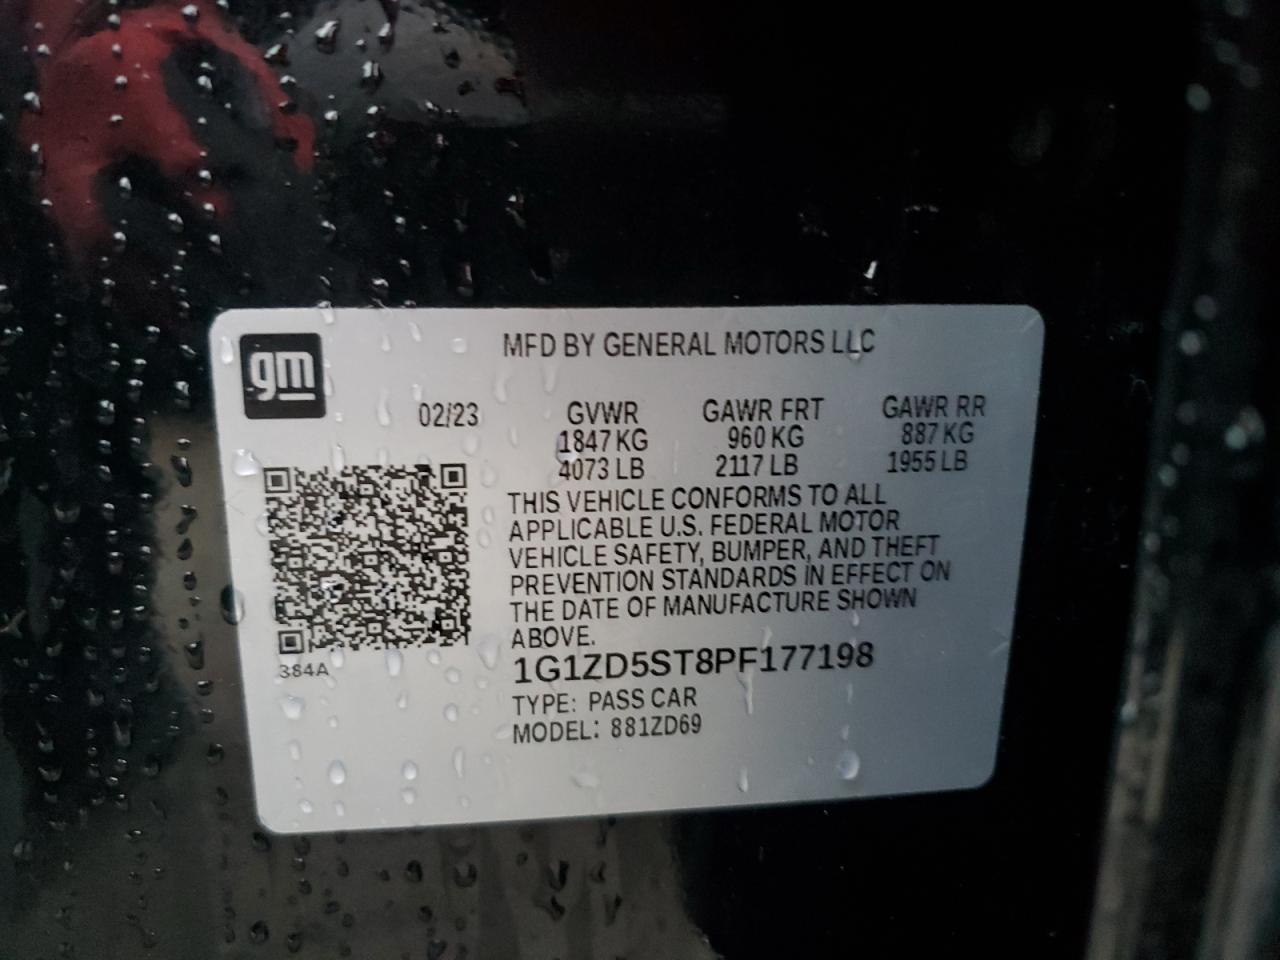 gm
MFD BY GENERAL MOTORS LLC
02/23
GVWR GAWR FRT GAWR RR
1847 KG 960 KG 887 KG
4073 LB 2117 LB 1955 LB
THIS VEHICLE CONFORMS TO ALL
APPLICABLE U.S. FEDERAL MOTOR
VEHICLE SAFETY, BUMPER, AND THEFT
PREVENTION STANDARDS IN EFFECT ON
THE DATE OF MANUFACTURE SHOWN
ABOVE.
384A
1G1ZD5ST8PF177198
TYPE: PASS CAR
MODEL: 881ZD69